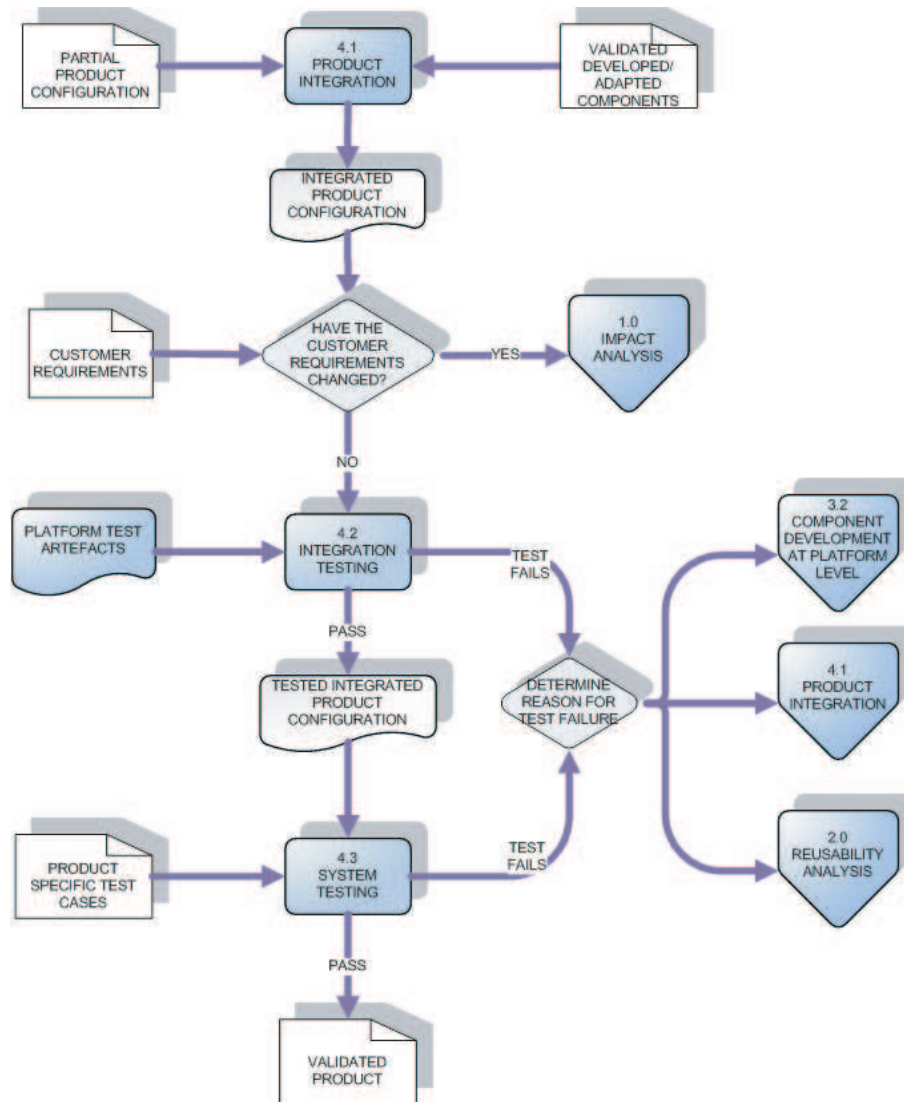 PARTIAL
PRODUCT
CONFIGURATION
4.1
PRODUCT
INTEGRATION
VALIDATED
DEVELOPED/
ADAPTED
COMPONENTS
INTEGRATED
PRODUCT
CONFIGURATION
CUSTOMER
REQUIREMENTS
HAVE THE
CUSTOMER
REQUIREMENTS
CHANGED?
YES
1.0
IMPACT
ANALYSIS
NO
PLATFORM TEST
ARTEFACTS
4.2
INTEGRATION
TESTING
TEST
FAILS
3.2
COMPONENT
DEVELOPMENT
AT PLATFORM
LEVEL
PASS
TESTED INTEGRATED
PRODUCT
CONFIGURATION
DETERMINE
REASON FOR
TEST FAILURE
4.1
PRODUCT
INTEGRATION
PRODUCT
SPECIFIC TEST
CASES
4.3
SYSTEM
TESTING
TEST
FAILS
2.0
REUSABILITY
ANALYSIS
PASS
VALIDATED
PRODUCT